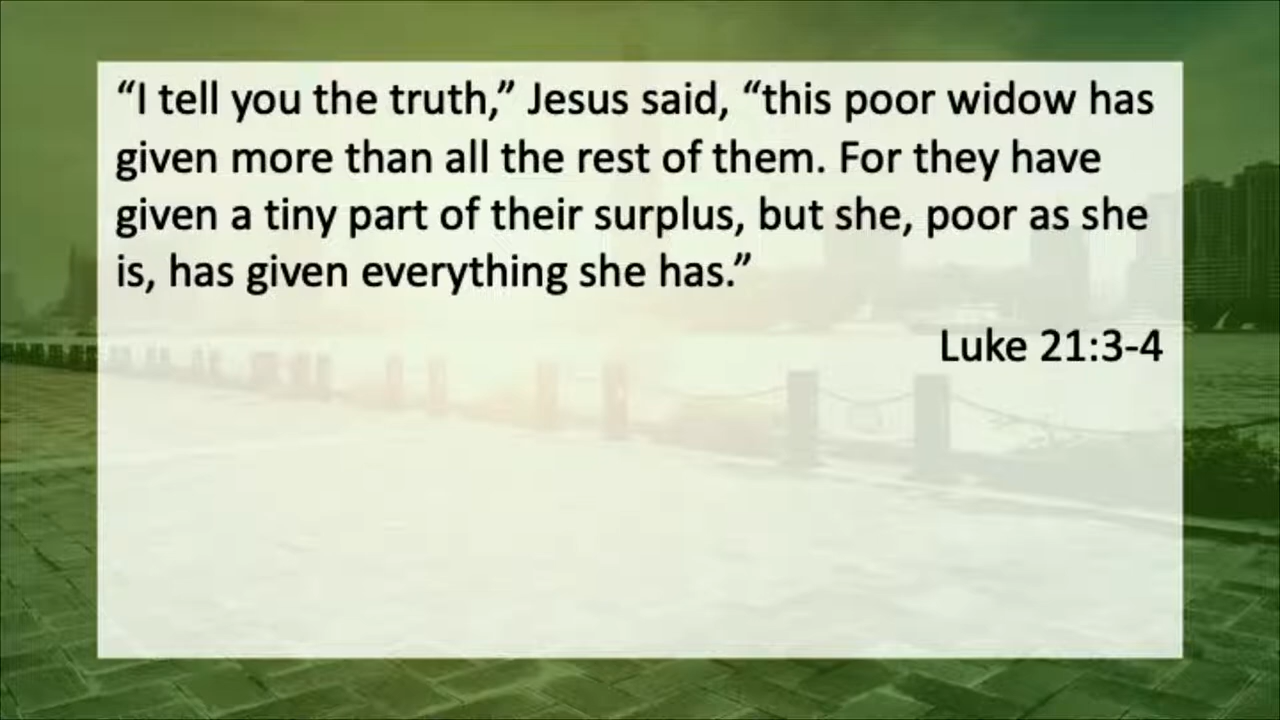 “I tell you the truth,” Jesus said, “this poor widow has
given more than all the rest of them. For they have
given a tiny part of their surplus, but she, poor as she
is, has given everything she has.”
Luke 21:3-4